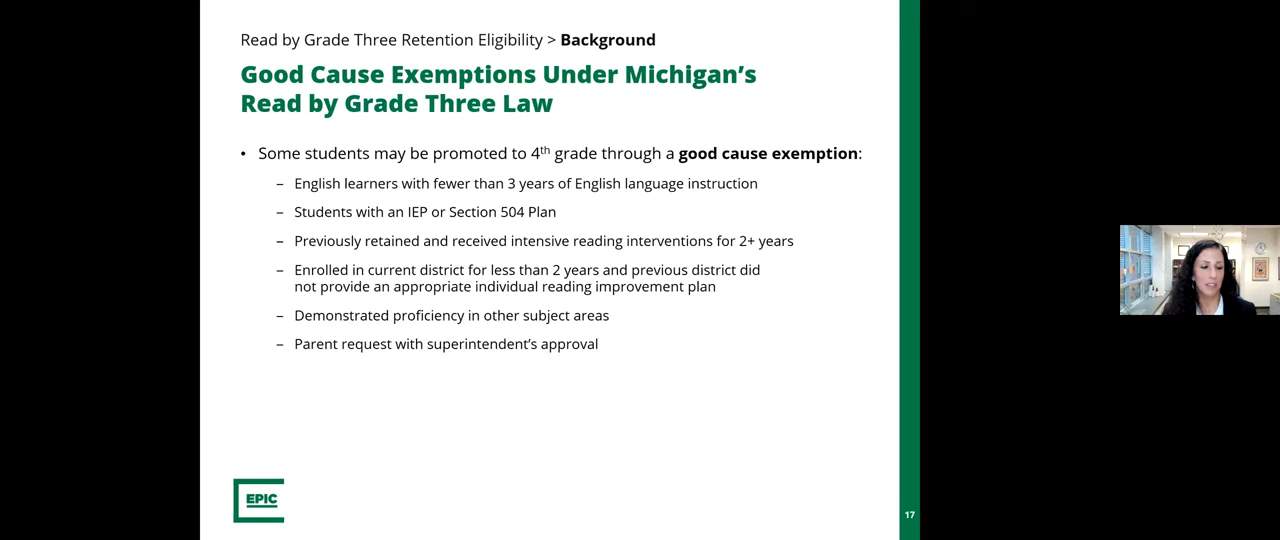 Read by Grade Three Retention Eligibility > Background
Good Cause Exemptions Under Michigan’s
Read by Grade Three Law
• Some students may be promoted to 4th grade through a good cause exemption:
– English learners with fewer than 3 years of English language instruction
– Students with an IEP or Section 504 Plan
– Previously retained and received intensive reading interventions for 2+ years
– Enrolled in current district for less than 2 years and previous district did
not provide an appropriate individual reading improvement plan
– Demonstrated proficiency in other subject areas
– Parent request with superintendent’s approval
EPIC
17